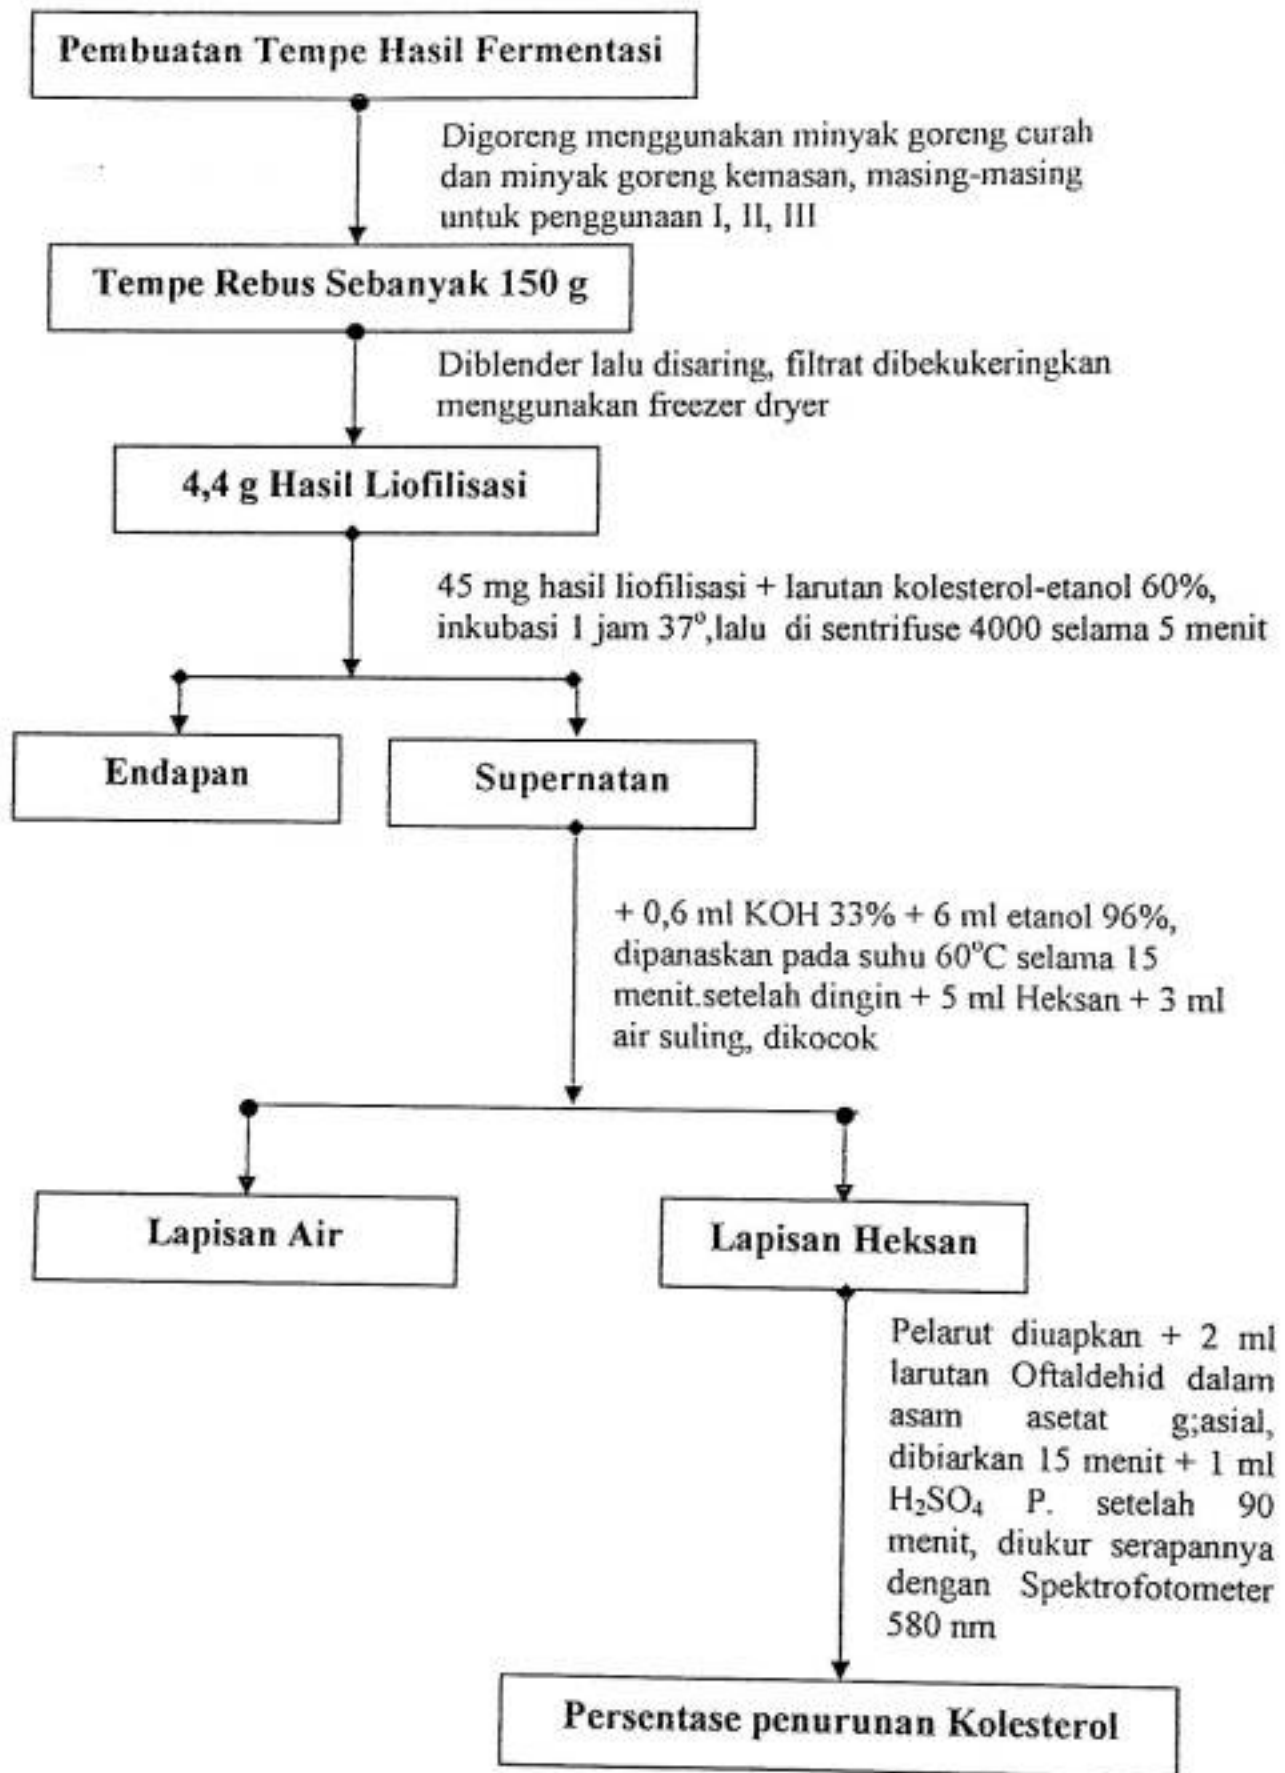 Pembuatan Tempe Hasil Fermentasi
Digoreng menggunakan minyak goreng curah
dan minyak goreng kemasan, masing-masing
untuk penggunaan I, II, III
Tempe Rebus Sebanyak 150 g
Diblender lalu disaring, filtrat dibekukeringkan
menggunakan freezer dryer
4,4 g Hasil Liofilisasi
45 mg hasil liofilisasi + larutan kolesterol-etanol 60%,
inkubasi 1 jam 37°,lalu di sentrifuse 4000 selama 5 menit
Endapan
Supernatan
+ 0,6 ml KOH 33% + 6 ml etanol 96%,
dipanaskan pada suhu 60°C selama 15
menit.setelah dingin + 5 ml Heksan + 3 ml
air suling, dikocok
Lapisan Air
Lapisan Heksan
Pelarut diuapkan + 2 ml
larutan Oftaldehid dalam
asam asetat g;asial,
dibiarkan 15 menit + 1 ml
H₂SO₄ P. setelah 90
menit, diukur serapannya
dengan Spektrofotometer
580 nm
Persentase penurunan Kolesterol